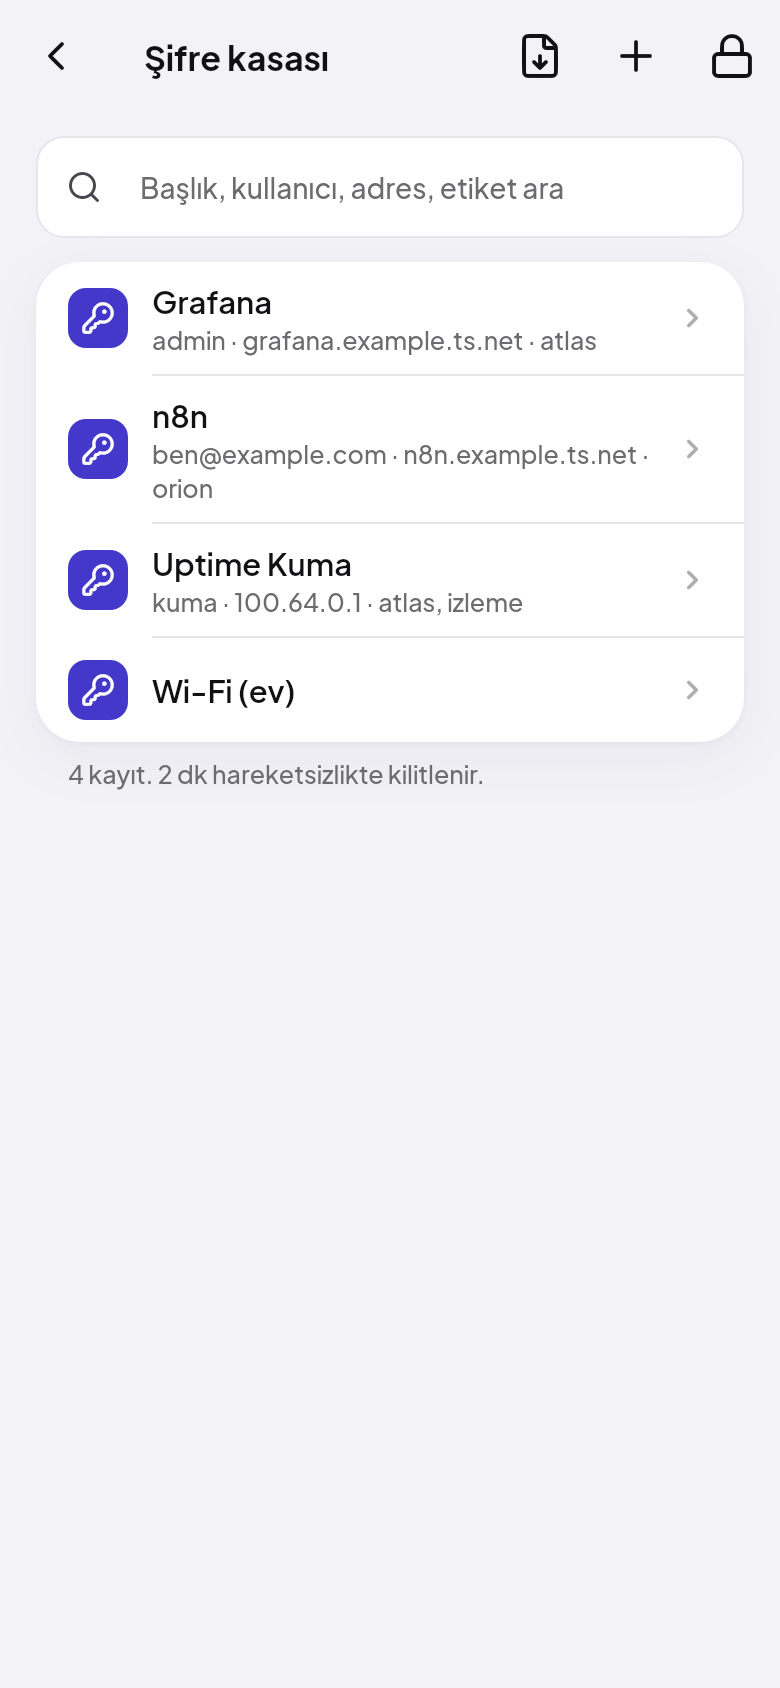 Şifre kasası
Başlık, kullanıcı, adres, etiket ara
Grafana
admin · grafana.example.ts.net · atlas
n8n
ben@example.com · n8n.example.ts.net ·
orion
Uptime Kuma
kuma · 100.64.0.1 · atlas, izleme
Wi-Fi (ev)
4 kayıt. 2 dk hareketsizlikte kilitlenir.